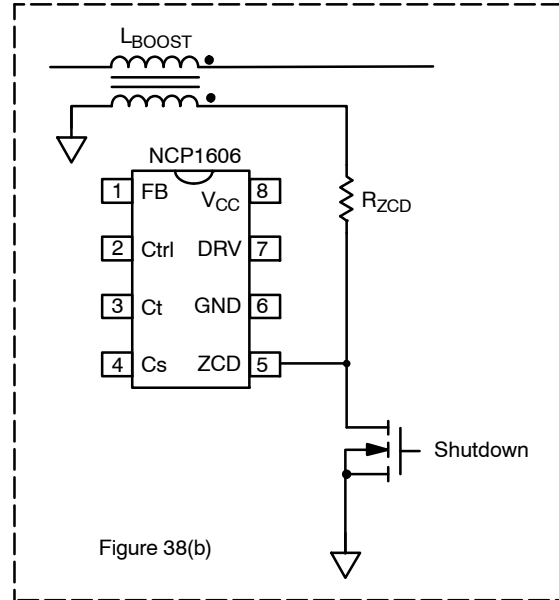 LBOOST
NCP1606
1 FB VCC 8
2 Ctrl DRV 7
3 Ct GND 6
4 Cs ZCD 5
RZCD
Shutdown
Figure 38(b)